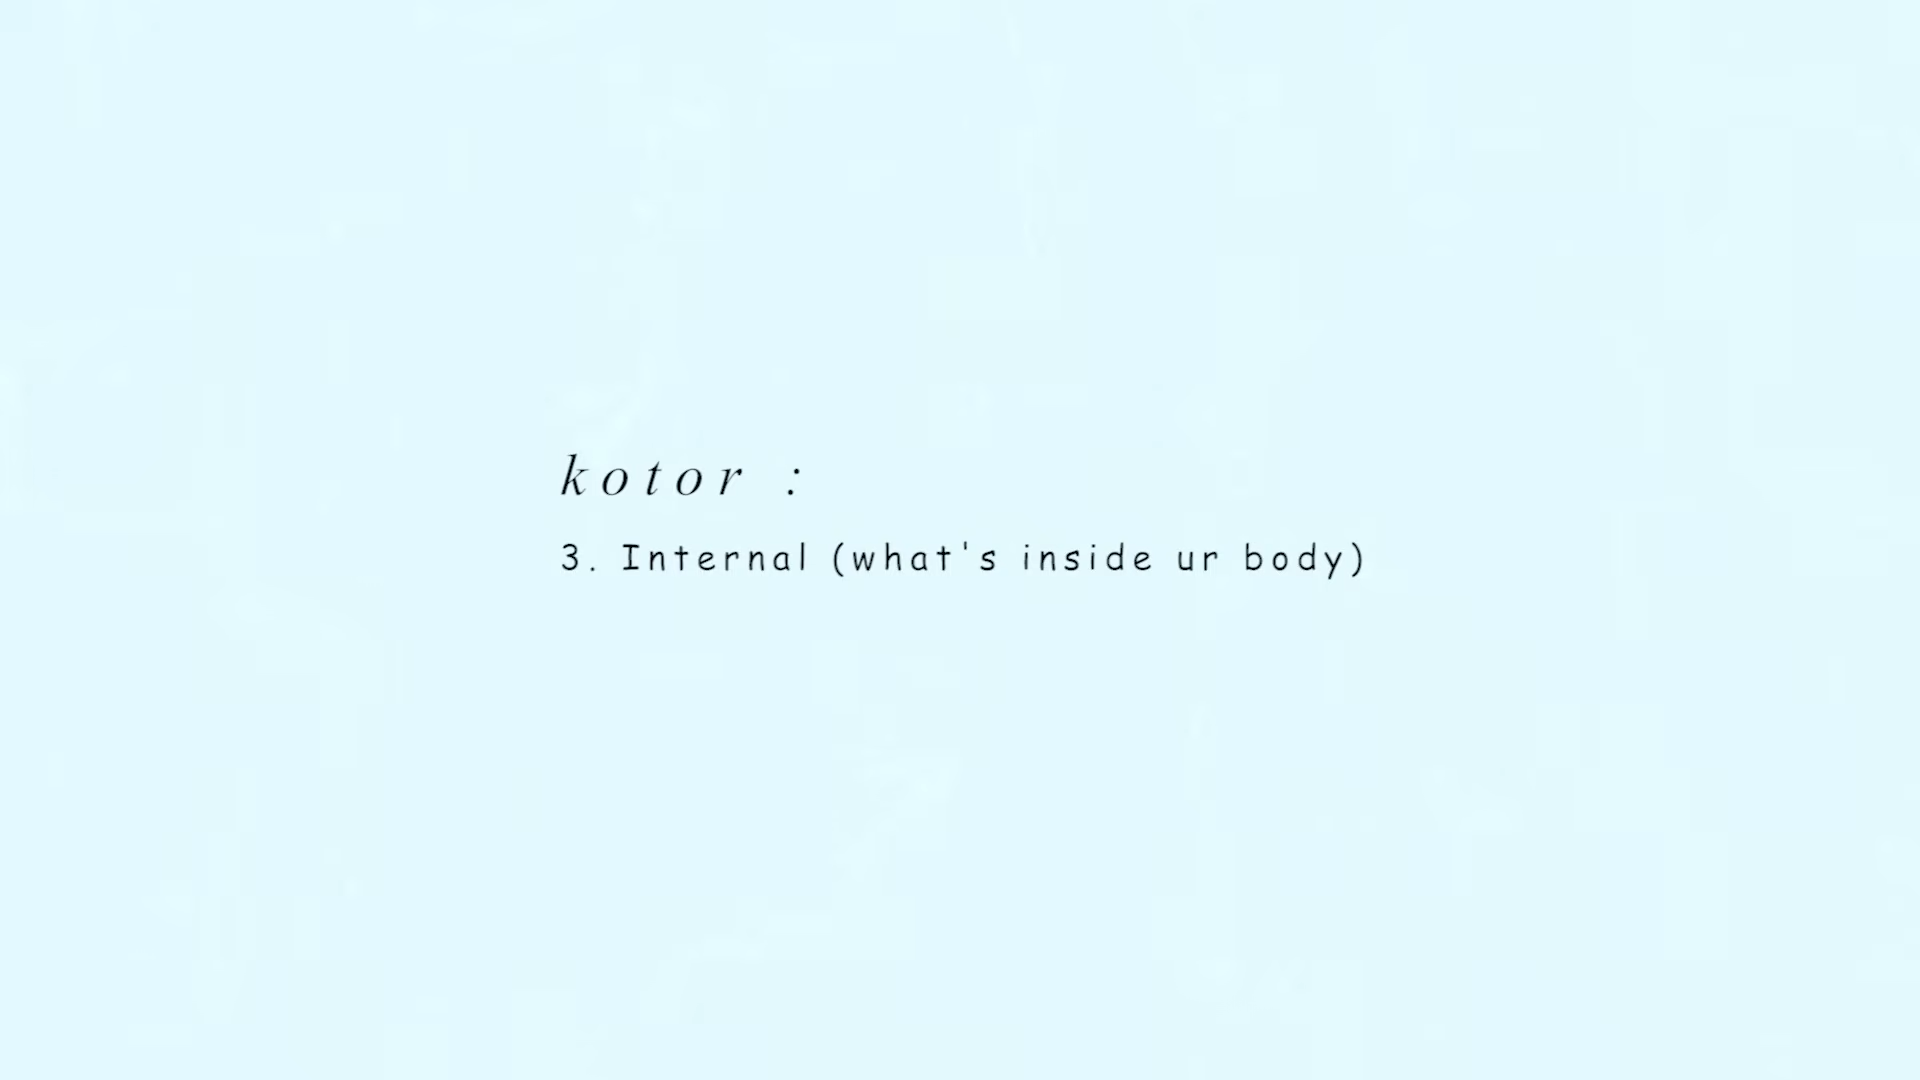 kotor :
3. Internal (what's inside ur body)